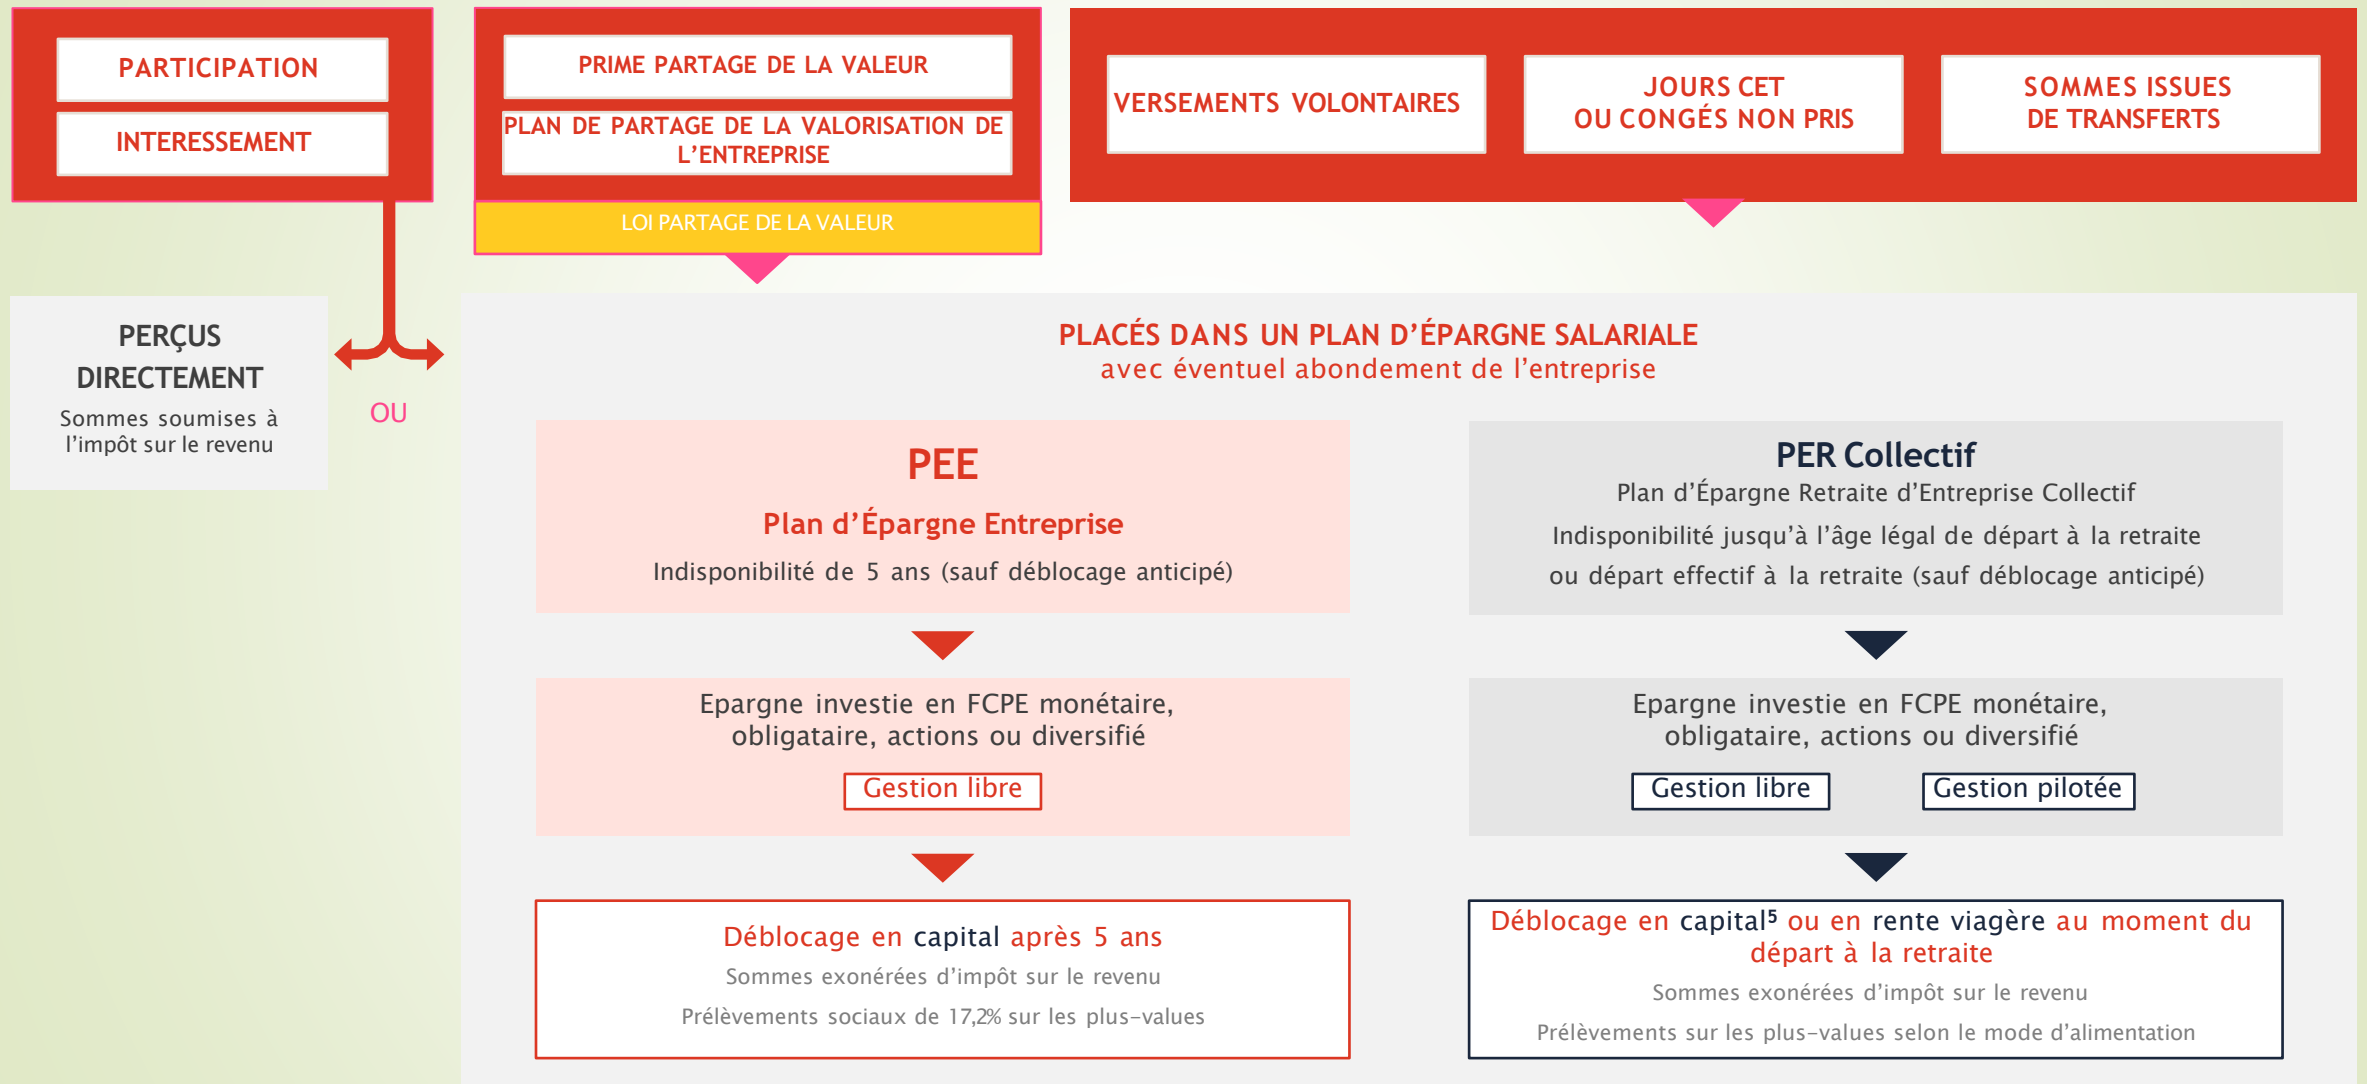 PARTICIPATION
INTERESSEMENT
PRIME PARTAGE DE LA VALEUR
PLAN DE PARTAGE DE LA VALORISATION DE
L’ENTREPRISE
LOI PARTAGE DE LA VALEUR
VERSEMENTS VOLONTAIRES
JOURS CET
OU CONGÉS NON PRIS
SOMMES ISSUES
DE TRANSFERTS
PERÇUS
DIRECTEMENT
Sommes soumises à
l’impôt sur le revenu
OU
PLACÉS DANS UN PLAN D’ÉPARGNE SALARIALE
avec éventuel abondement de l’entreprise
PEE
Plan d’Épargne Entreprise
Indisponibilité de 5 ans (sauf déblocage anticipé)
Epargne investie en FCPE monétaire,
obligataire, actions ou diversifié
Gestion libre
Déblocage en capital après 5 ans
Sommes exonérées d’impôt sur le revenu
Prélèvements sociaux de 17,2% sur les plus-values
PER Collectif
Plan d’Épargne Retraite d’Entreprise Collectif
Indisponibilité jusqu’à l’âge légal de départ à la retraite
ou départ effectif à la retraite (sauf déblocage anticipé)
Epargne investie en FCPE monétaire,
obligataire, actions ou diversifié
Gestion libre
Gestion pilotée
Déblocage en capital⁵ ou en rente viagère au moment du
départ à la retraite
Sommes exonérées d’impôt sur le revenu
Prélèvements sur les plus-values selon le mode d’alimentation